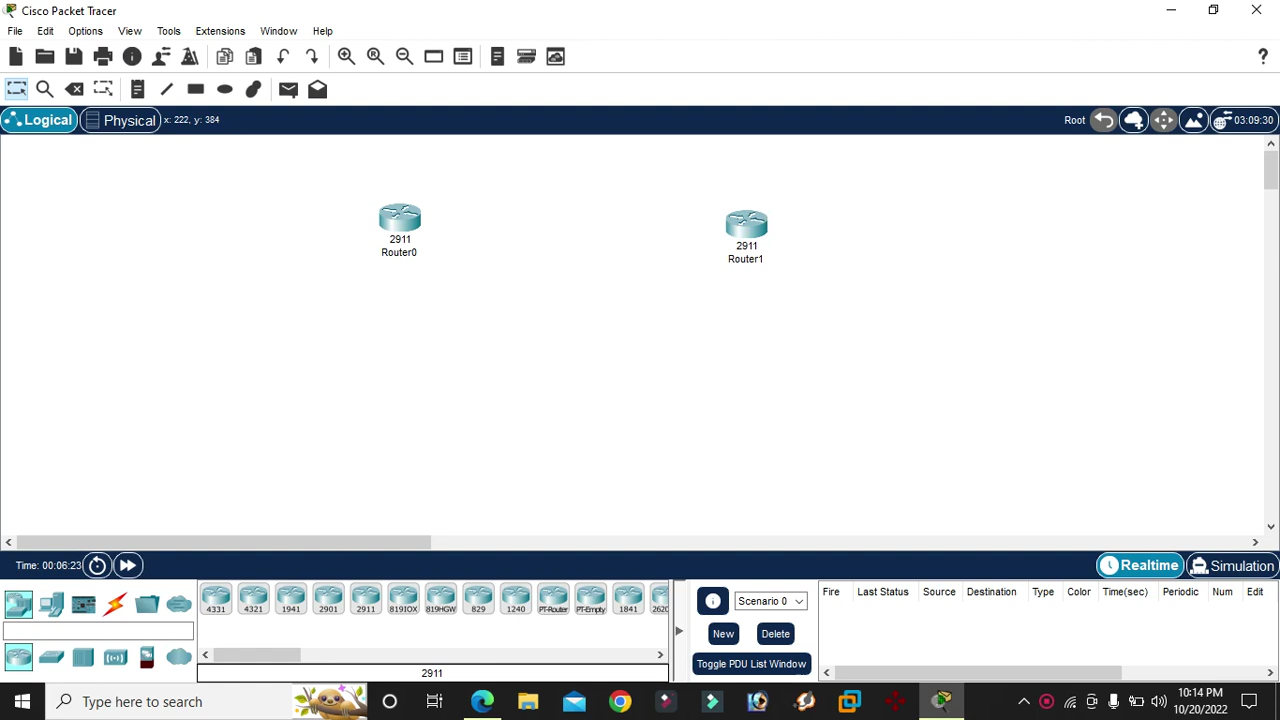 Cisco Packet Tracer
File Edit Options View Tools Extensions Window Help
Logical Physical x: 222, y: 384 Root 03:09:30
2911
Router0
2911
Router1
Time: 00:06:23 Realtime Simulation
4331 4321 1941 2901 2911 819IOX 819HGW 829 1240 PT-Router PT-Empty 1841 2620
2911
Scenario 0
New Delete
Toggle PDU List Window
Fire Last Status Source Destination Type Color Time(sec) Periodic Num Edit
Type here to search
10:14 PM
10/20/2022